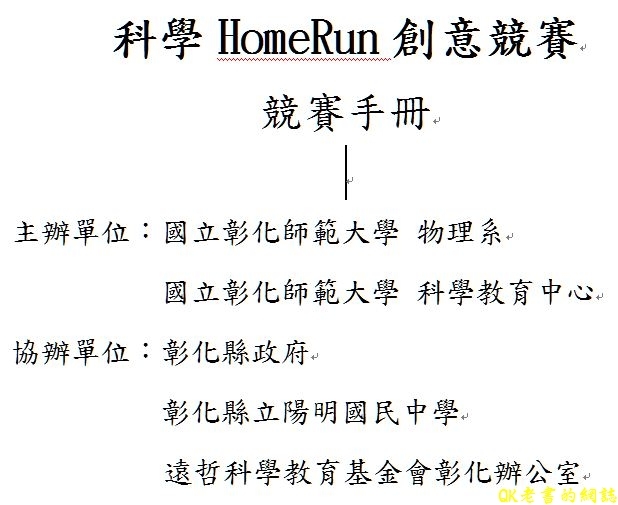 科學 HomeRun 創意競賽
競賽手冊
主辦單位：國立彰化師範大學 物理系
國立彰化師範大學 科學教育中心
協辦單位：彰化縣政府
彰化縣立陽明國民中學
遠哲科學教育基金會彰化辦公室
QK老書的網誌